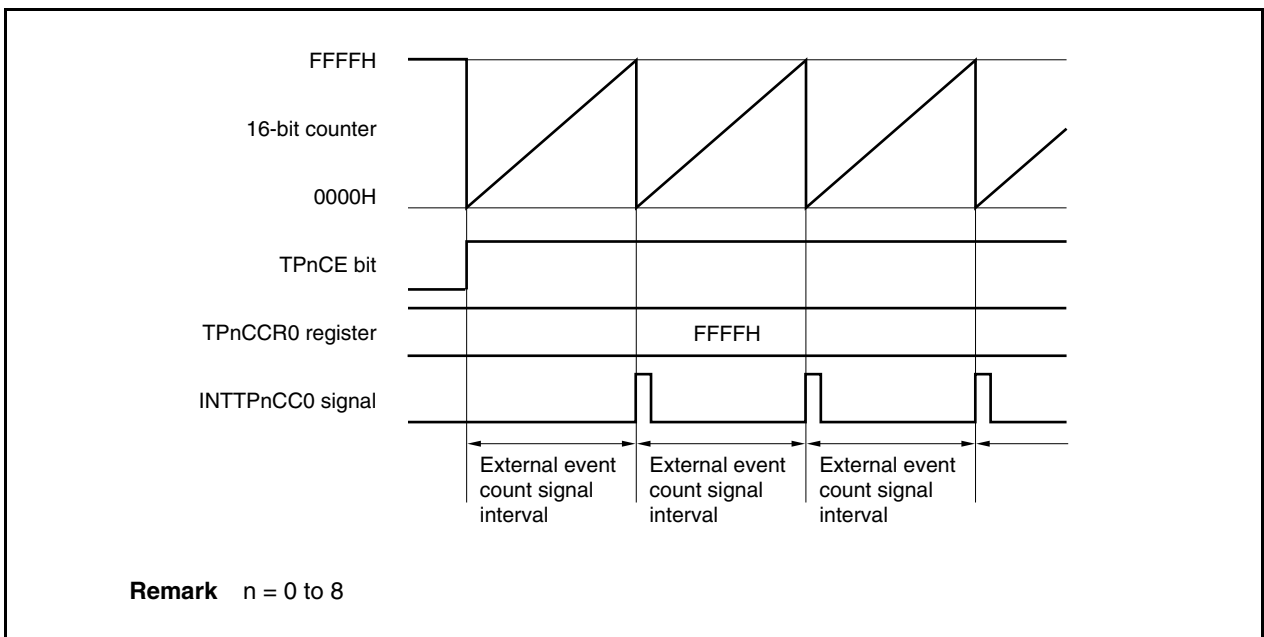 FFFFH
16-bit counter
0000H
TPnCE bit
TPnCCR0 register
FFFFH
INTTPnCC0 signal
External event
count signal
interval
External event
count signal
interval
External event
count signal
interval
Remark n = 0 to 8